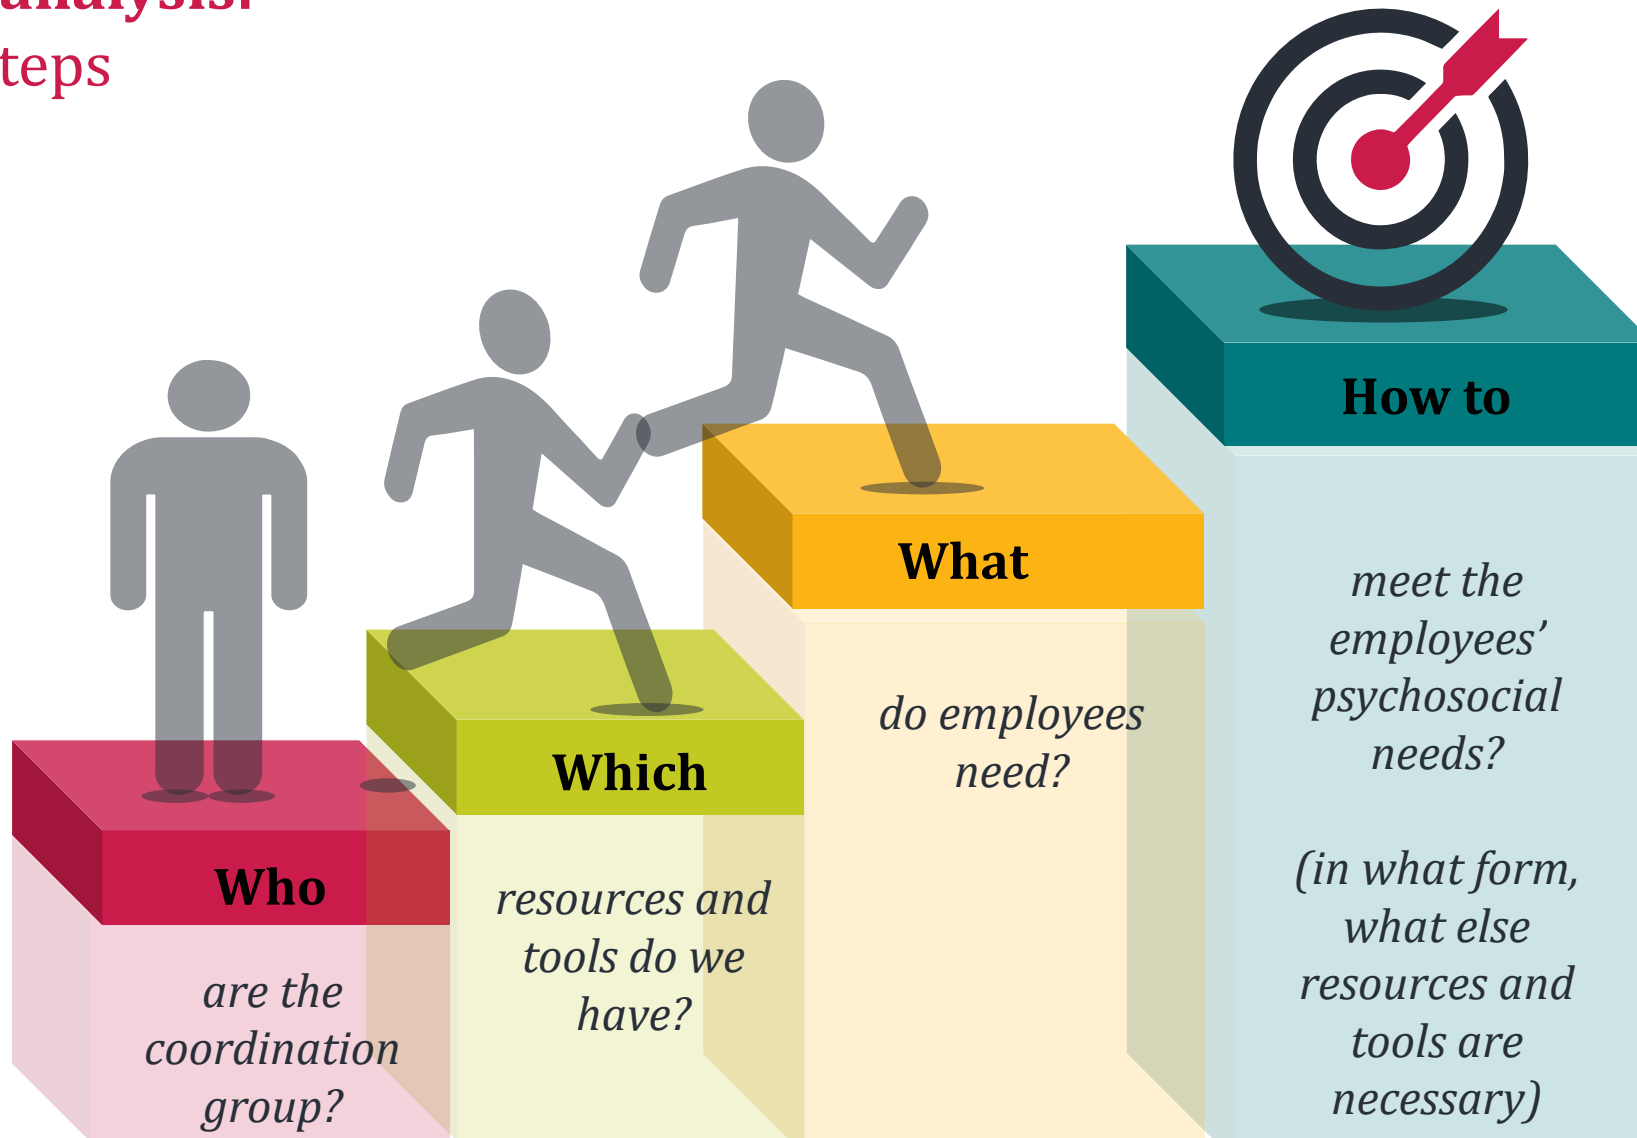 analysis:
teps
Who
are the
coordination
group?
Which
resources and
tools do we
have?
What
do employees
need?
How to
meet the
employees’
psychosocial
needs?
(in what form,
what else
resources and
tools are
necessary)